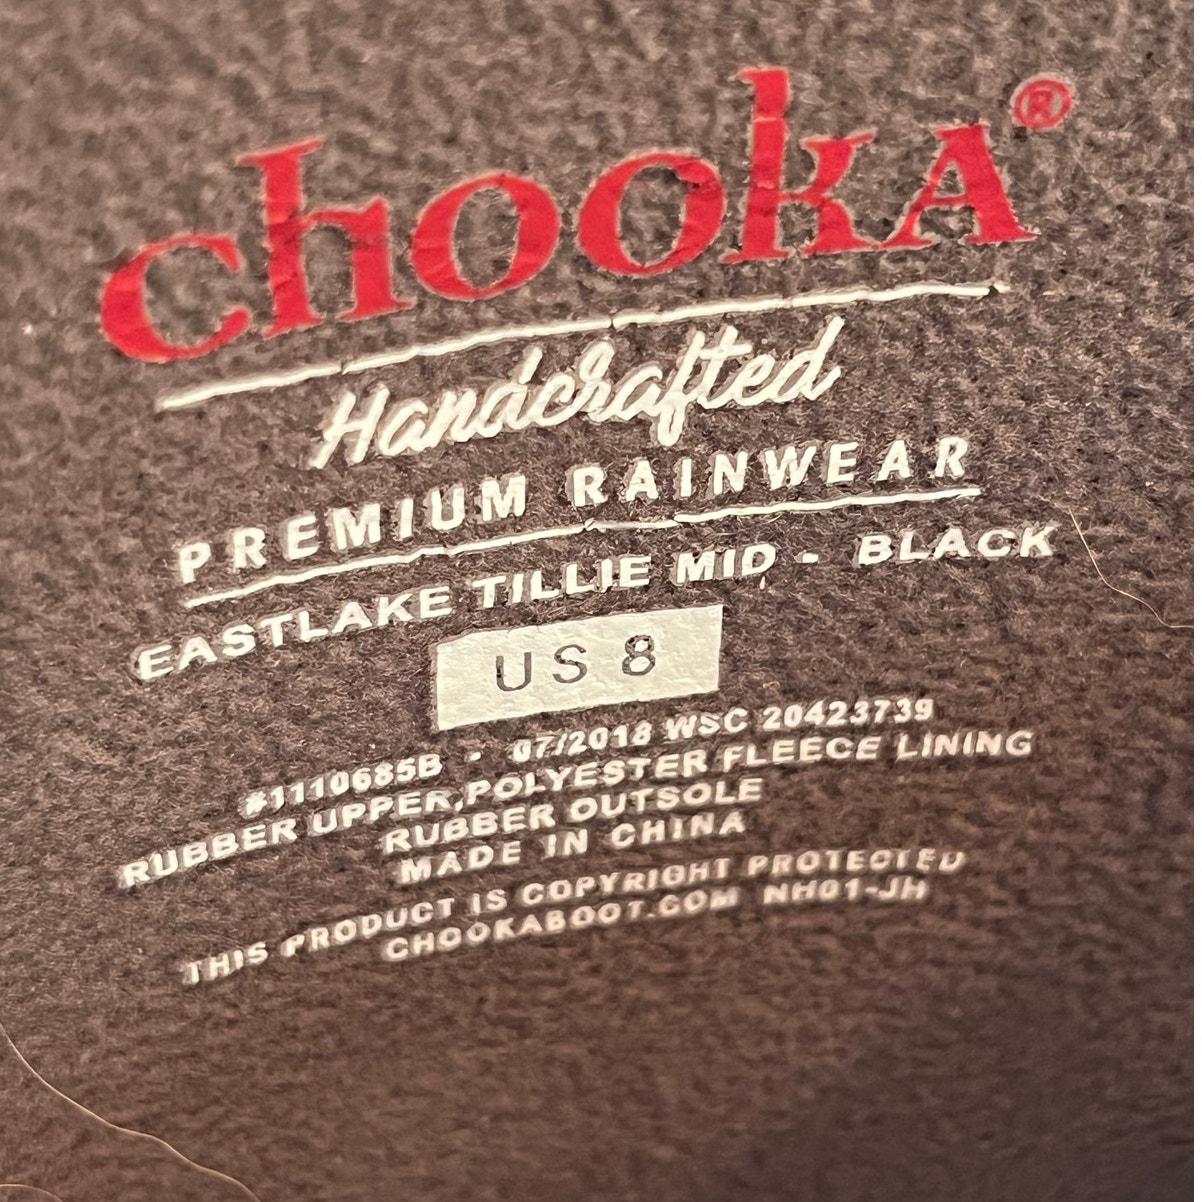 chooKA®
Handcrafted
PREMIUM RAINWEAR
EASTLAKE TILLIE MID - BLACK
US 8
#1110685B - 07/2018 WSC 20423739
RUBBER UPPER,POLYESTER FLEECE LINING
RUBBER OUTSOLE
MADE IN CHINA
THIS PRODUCT IS COPYRIGHT PROTECTED
CHOOKABOOT.COM NH01-JH